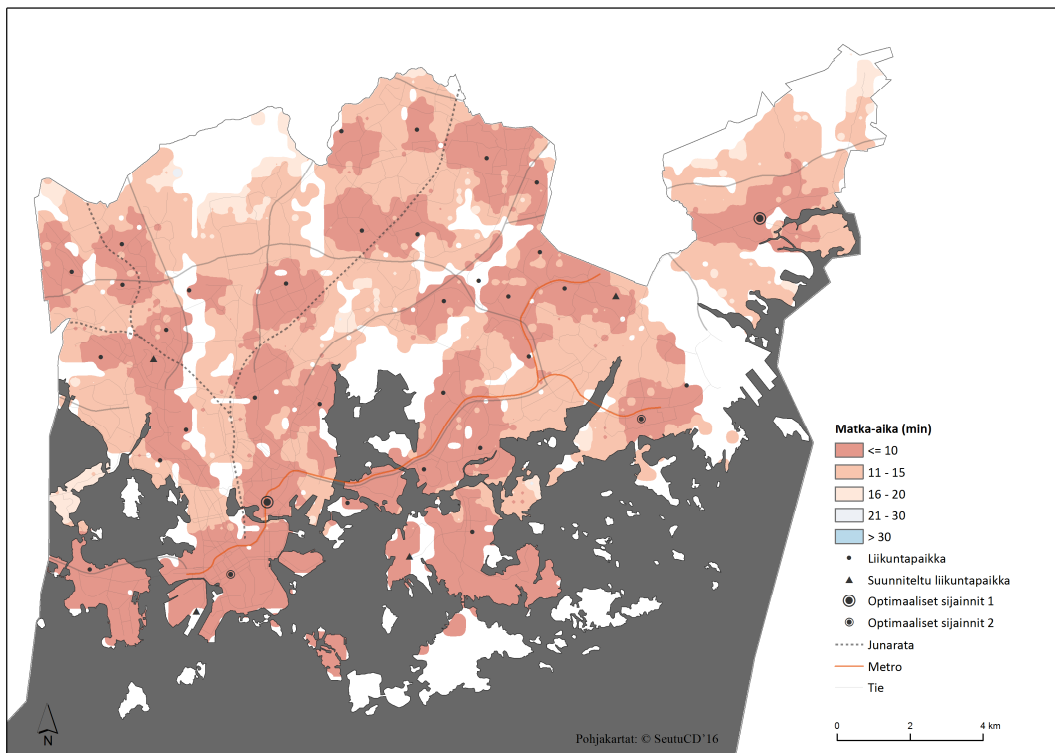 Matka-aika (min)
<= 10
11 - 15
16 - 20
21 - 30
> 30
Liikuntapaikka
Suunniteltu liikuntapaikka
Optimaaliset sijainnit 1
Optimaaliset sijainnit 2
Junarata
Metro
Tie
0 2 4 km
N
Pohjakartat: © SeutuCD'16